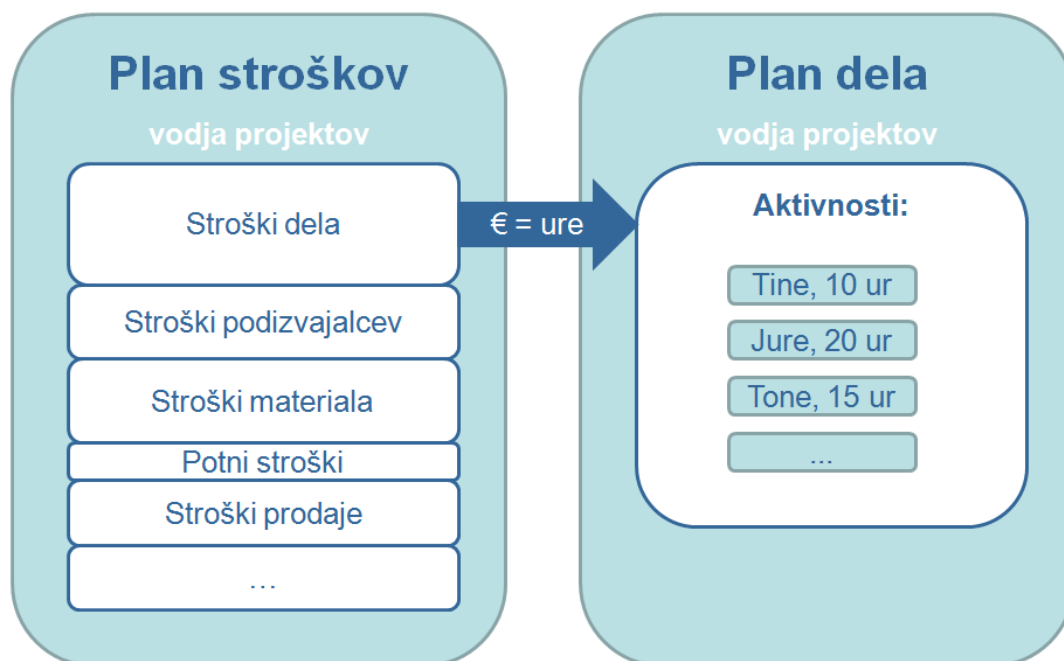 Plan stroškov
vodja projektov
Stroški dela
Stroški podizvajalcev
Stroški materiala
Potni stroški
Stroški prodaje
...
€ = ure
Plan dela
vodja projektov
Aktivnosti:
Tine, 10 ur
Jure, 20 ur
Tone, 15 ur
...